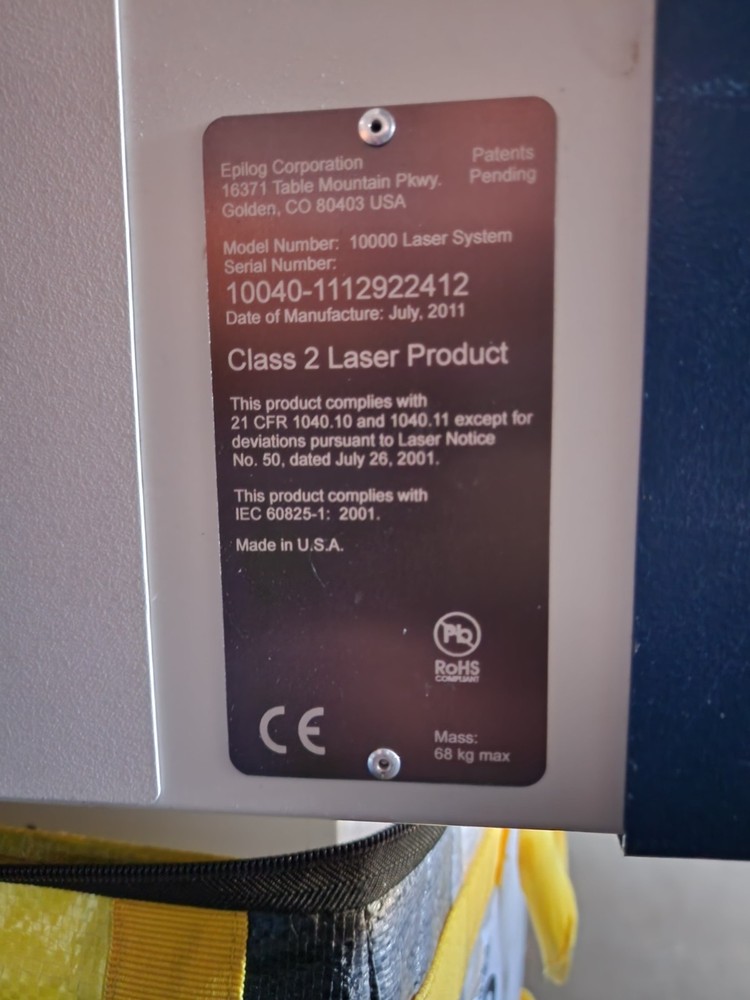 Epilog Corporation
16371 Table Mountain Pkwy.
Golden, CO 80403 USA
Patents
Pending
Model Number: 10000 Laser System
Serial Number:
10040-1112922412
Date of Manufacture: July, 2011
Class 2 Laser Product
This product complies with
21 CFR 1040.10 and 1040.11 except for
deviations pursuant to Laser Notice
No. 50, dated July 26, 2001.
This product complies with
IEC 60825-1: 2001.
Made in U.S.A.
Pb
RoHS
COMPLIANT
CE
Mass:
68 kg max